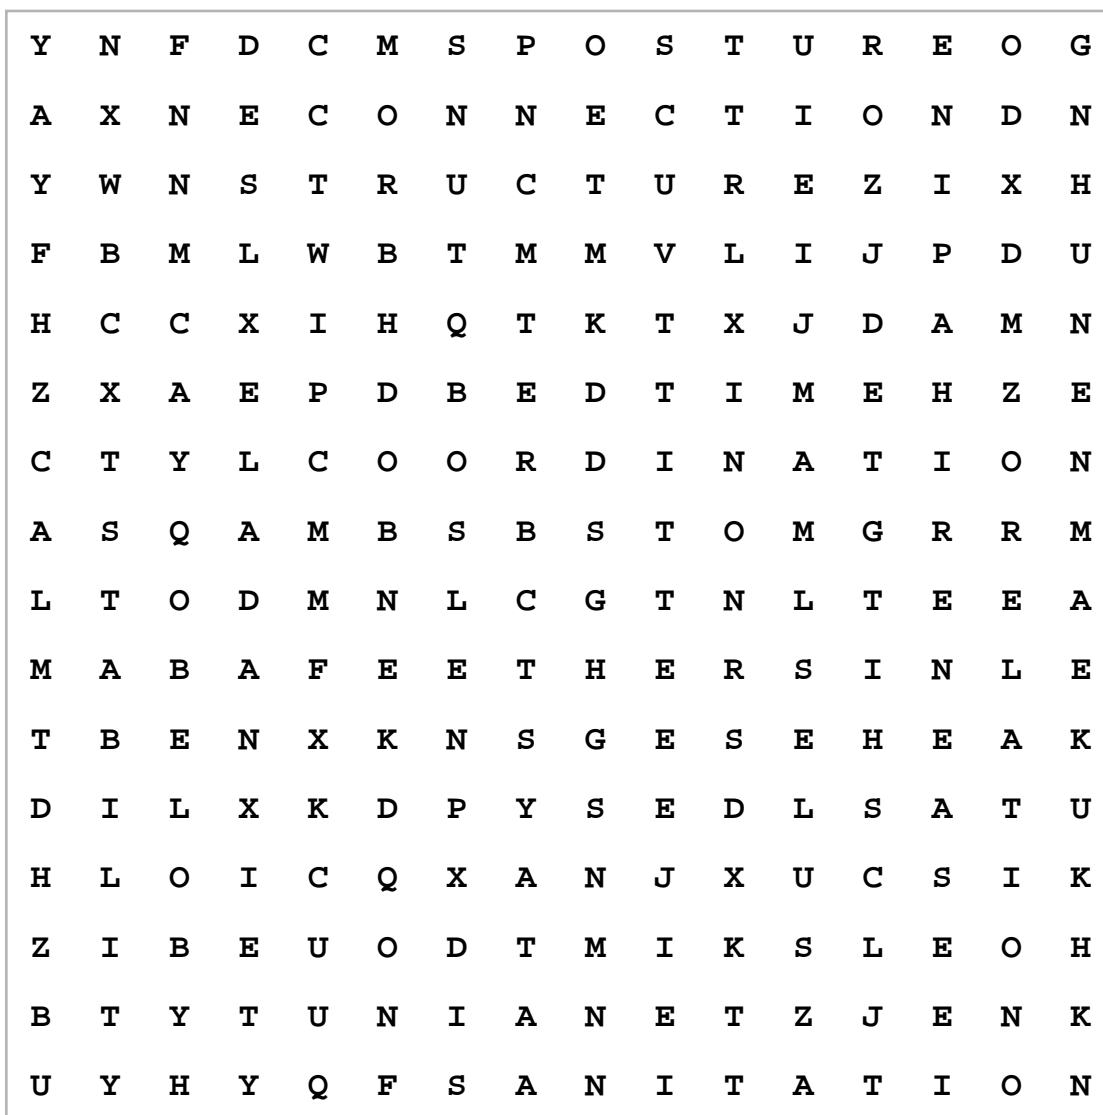 Y N F D C M S P O S T U R E O G
A X N E C O N N E C T I O N D N
Y W N S T R U C T U R E Z I X H
F B M L W B T M M V L I J P D U
H C C X I H Q T K T X J D A M N
Z X A E P D B E D T I M E H Z E
C T Y L C O O R D I N A T I O N
A S Q A M B S B S T O M G R R M
L T O D M N L C G T N L T E E A
M A B A F E E T H E R S I N L E
T B E N X K N S G E S E H E A K
D I L X K D P Y S E D L S A T U
H L O I C Q X A N J X U C S I K
Z I B E U O D T M I K S L E O H
B T Y T U N I A N E T Z J E N K
U Y H Y Q F S A N I T A T I O N